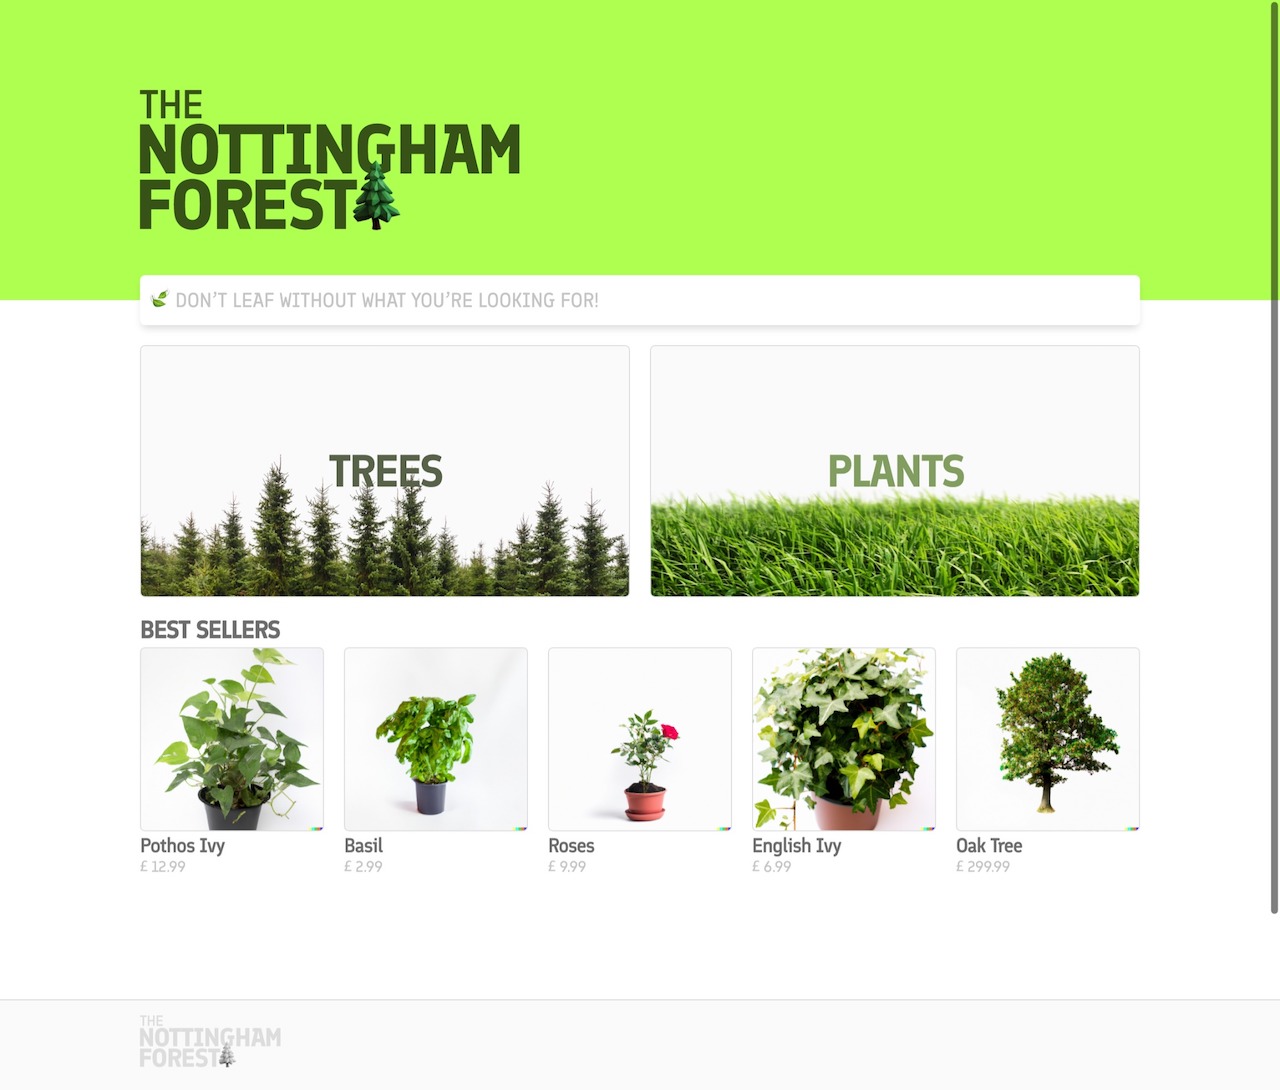 THE
NOTTINGHAM
FOREST
DON'T LEAF WITHOUT WHAT YOU'RE LOOKING FOR!
TREES
PLANTS
BEST SELLERS
Pothos Ivy
£ 12.99
Basil
£ 2.99
Roses
£ 9.99
English Ivy
£ 6.99
Oak Tree
£ 299.99
THE
NOTTINGHAM
FOREST